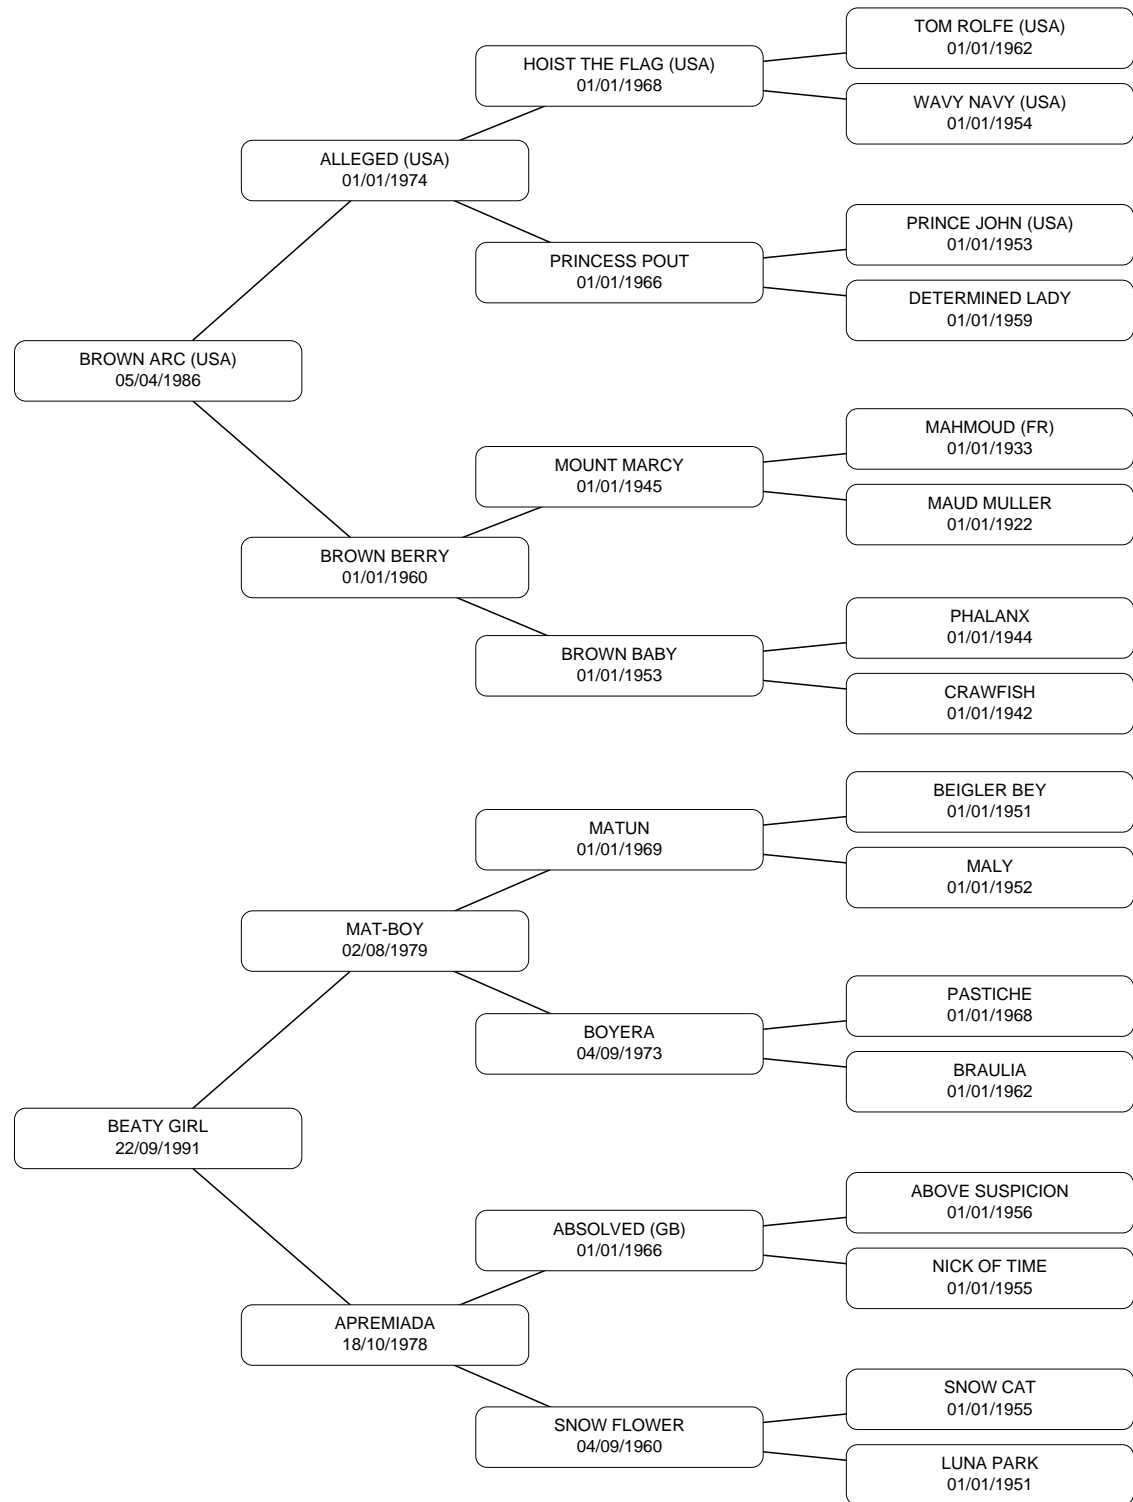 TOM ROLFE (USA)
01/01/1962
HOIST THE FLAG (USA)
01/01/1968
WAVY NAVY (USA)
01/01/1954
ALLEGED (USA)
01/01/1974
PRINCE JOHN (USA)
01/01/1953
PRINCESS POUT
01/01/1966
DETERMINED LADY
01/01/1959
BROWN ARC (USA)
05/04/1986
MAHMOUD (FR)
01/01/1933
MOUNT MARCY
01/01/1945
MAUD MULLER
01/01/1922
BROWN BERRY
01/01/1960
PHALANX
01/01/1944
BROWN BABY
01/01/1953
CRAWFISH
01/01/1942
BEIGLER BEY
01/01/1951
MATUN
01/01/1969
MALY
01/01/1952
MAT-BOY
02/08/1979
PASTICHE
01/01/1968
BOYERA
04/09/1973
BRAULIA
01/01/1962
BEATY GIRL
22/09/1991
ABOVE SUSPICION
01/01/1956
ABSOLVED (GB)
01/01/1966
NICK OF TIME
01/01/1955
APREMIADA
18/10/1978
SNOW CAT
01/01/1955
SNOW FLOWER
04/09/1960
LUNA PARK
01/01/1951